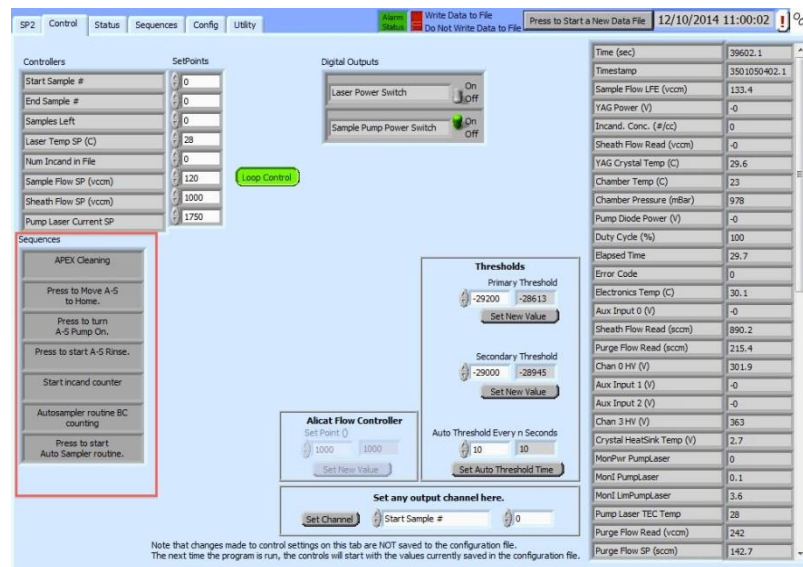 SP2 Control Status Sequences Config Utility
Alarm Status
Write Data to File
Do Not Write Data to File
Press to Start a New Data File
12/10/2014 11:00:02
Controllers SetPoints
Start Sample # 0
End Sample # 0
Samples Left 0
Laser Temp SP (C) 28
Num Incand in File 0
Sample Flow SP (vccm) 120
Sheath Flow SP (vccm) 1000
Pump Laser Current SP 1750
Loop Control
Digital Outputs
Laser Power Switch On Off
Sample Pump Power Switch On Off
Sequences
APEX Cleaning
Press to Move A-S
to Home.
Press to turn
A-S Pump On.
Press to start A-S Rinse.
Start incand counter
Autosampler routine BC
counting
Press to start
Auto Sampler routine.
Thresholds
Primary Threshold
-29200 -28613
Set New Value
Secondary Threshold
-29000 -28945
Set New Value
Auto Threshold Every n Seconds
10 10
Set Auto Threshold Time
Alicat Flow Controller
Set Point ()
1000 1000
Set New Value
Set any output channel here.
Set Channel Start Sample # 0
Note that changes made to control settings on this tab are NOT saved to the configuration file.
The next time the program is run, the controls will start with the values currently saved in the configuration file.
Time (sec) 39602.1
Timestamp 3501050402.1
Sample Flow LFE (vccm) 133.4
YAG Power (V) -0
Incand. Conc. (#/cc) 0
Sheath Flow Read (vccm) -0
YAG Crystal Temp (C) 29.6
Chamber Temp (C) 23
Chamber Pressure (mBar) 978
Pump Diode Power (V) -0
Duty Cycle (%) 100
Elapsed Time 29.7
Error Code 0
Electronics Temp (C) 30.1
Aux Input 0 (V) -0
Sheath Flow Read (sccm) 890.2
Purge Flow Read (sccm) 215.4
Chan 0 HV (V) 301.9
Aux Input 1 (V) -0
Aux Input 2 (V) -0
Chan 3 HV (V) 363
Crystal HeatSink Temp (V) 2.7
MonPwr PumpLaser 0
MonI PumpLaser 0.1
MonI LimPumpLaser 3.6
Pump Laser TEC Temp 28
Purge Flow Read (vccm) 242
Purge Flow SP (sccm) 142.7